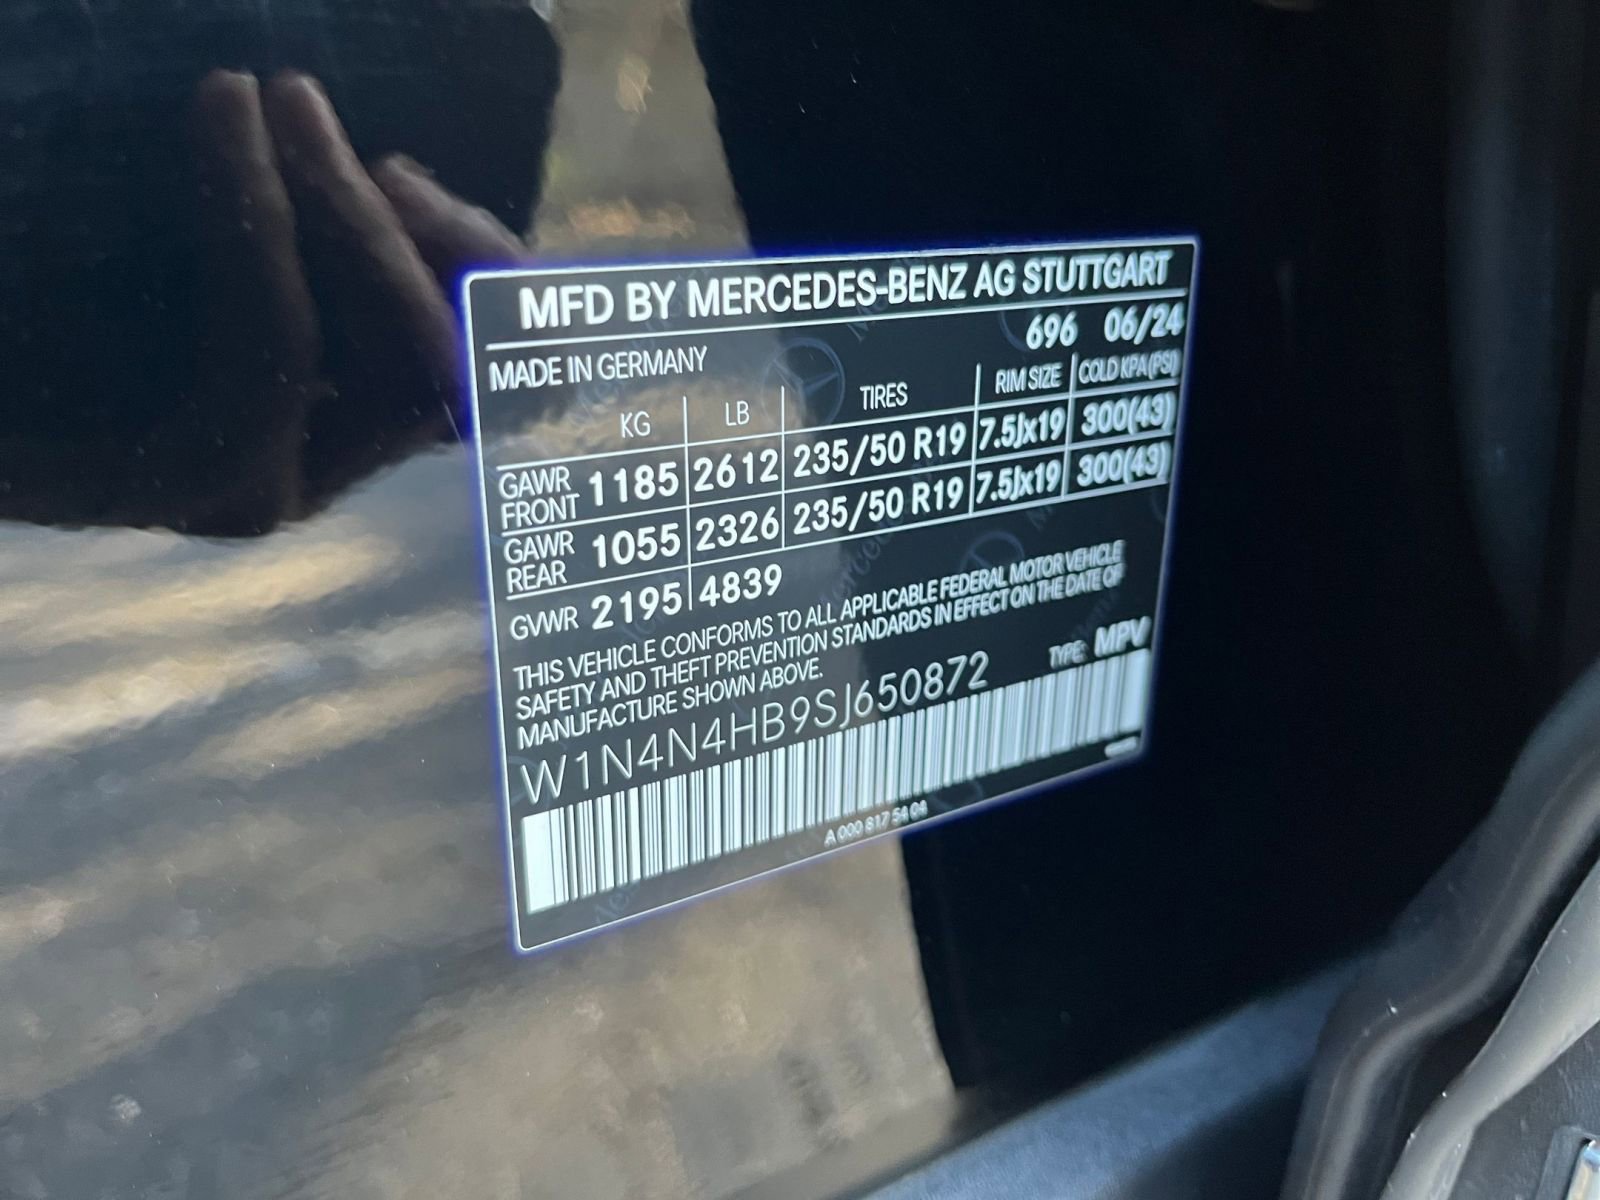 MFD BY MERCEDES-BENZ AG STUTTGART
696 06/24
MADE IN GERMANY
KG LB TIRES RIM SIZE COLD KPA(PSI)
GAWR FRONT 1185 2612 235/50 R19 7.5Jx19 300(43)
GAWR REAR 1055 2326 235/50 R19 7.5Jx19 300(43)
GVWR 2195 4839
THIS VEHICLE CONFORMS TO ALL APPLICABLE FEDERAL MOTOR VEHICLE
SAFETY AND THEFT PREVENTION STANDARDS IN EFFECT ON THE DATE OF
MANUFACTURE SHOWN ABOVE.
TYPE: MPV
W1N4N4HB9SJ650872
A 000 817 54 04